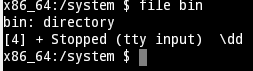 x86_64:/system $ file bin
bin: directory
[4] + Stopped (tty input)  \dd
x86_64:/system $